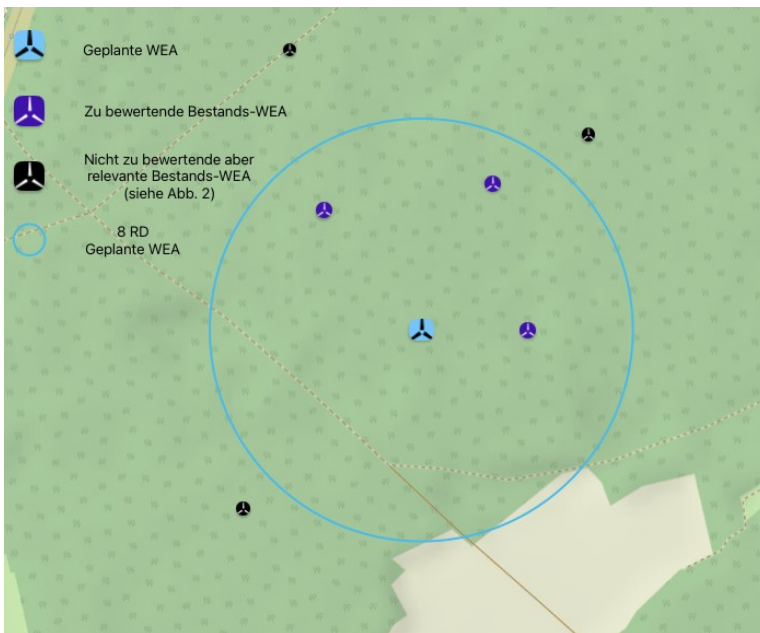 Geplante WEA
Zu bewertende Bestands-WEA
Nicht zu bewertende aber
relevante Bestands-WEA
(siehe Abb. 2)
8 RD
Geplante WEA